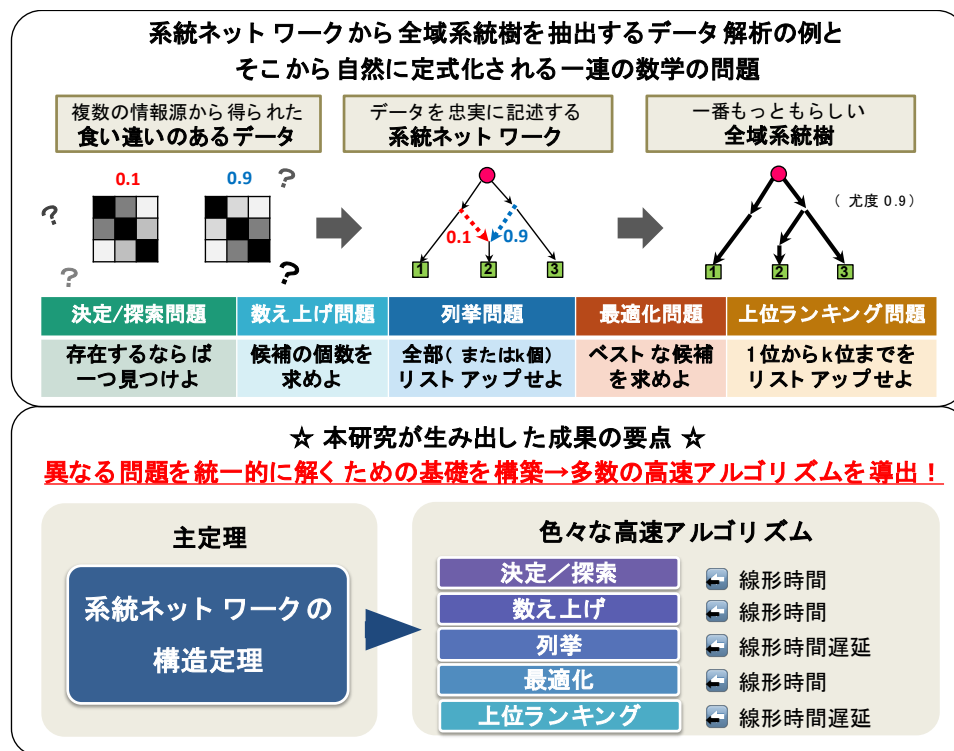 系統ネットワークから全域系統樹を抽出するデータ解析の例と
そこから自然に定式化される一連の数学の問題
複数の情報源から得られた
食い違いのあるデータ
データを忠実に記述する
系統ネットワーク
一番もっともらしい
全域系統樹
0.1
0.9
?
?
?
?
0.1
0.9
1
2
3
(尤度 0.9)
1
2
3
決定/探索問題
数え上げ問題
列挙問題
最適化問題
上位ランキング問題
存在するならば
一つ見つけよ
候補の個数を
求めよ
全部(またはk個)
リストアップせよ
ベストな候補
を求めよ
1位からk位までを
リストアップせよ
☆ 本研究が生み出した成果の要点 ☆
異なる問題を統一的に解くための基礎を構築→多数の高速アルゴリズムを導出!
主定理
系統ネットワークの
構造定理
色々な高速アルゴリズム
決定/探索
線形時間
数え上げ
線形時間
列挙
線形時間遅延
最適化
線形時間
上位ランキング
線形時間遅延